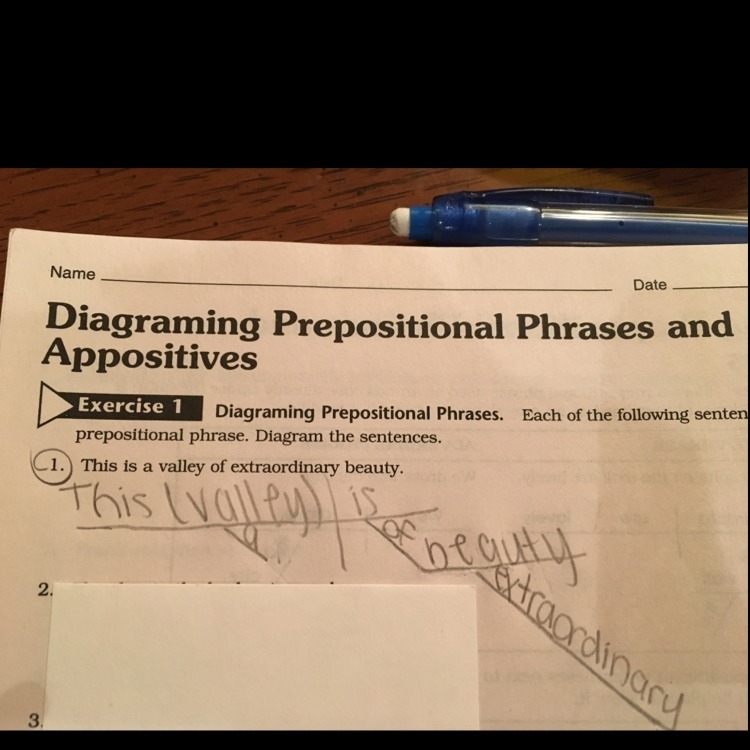 Name
Date
Diagraming Prepositional Phrases and
Appositives
Exercise 1 Diagraming Prepositional Phrases. Each of the following senten
prepositional phrase. Diagram the sentences.
1. This is a valley of extraordinary beauty.
This (valley) is
a of beauty
extraordinary
2.
3.